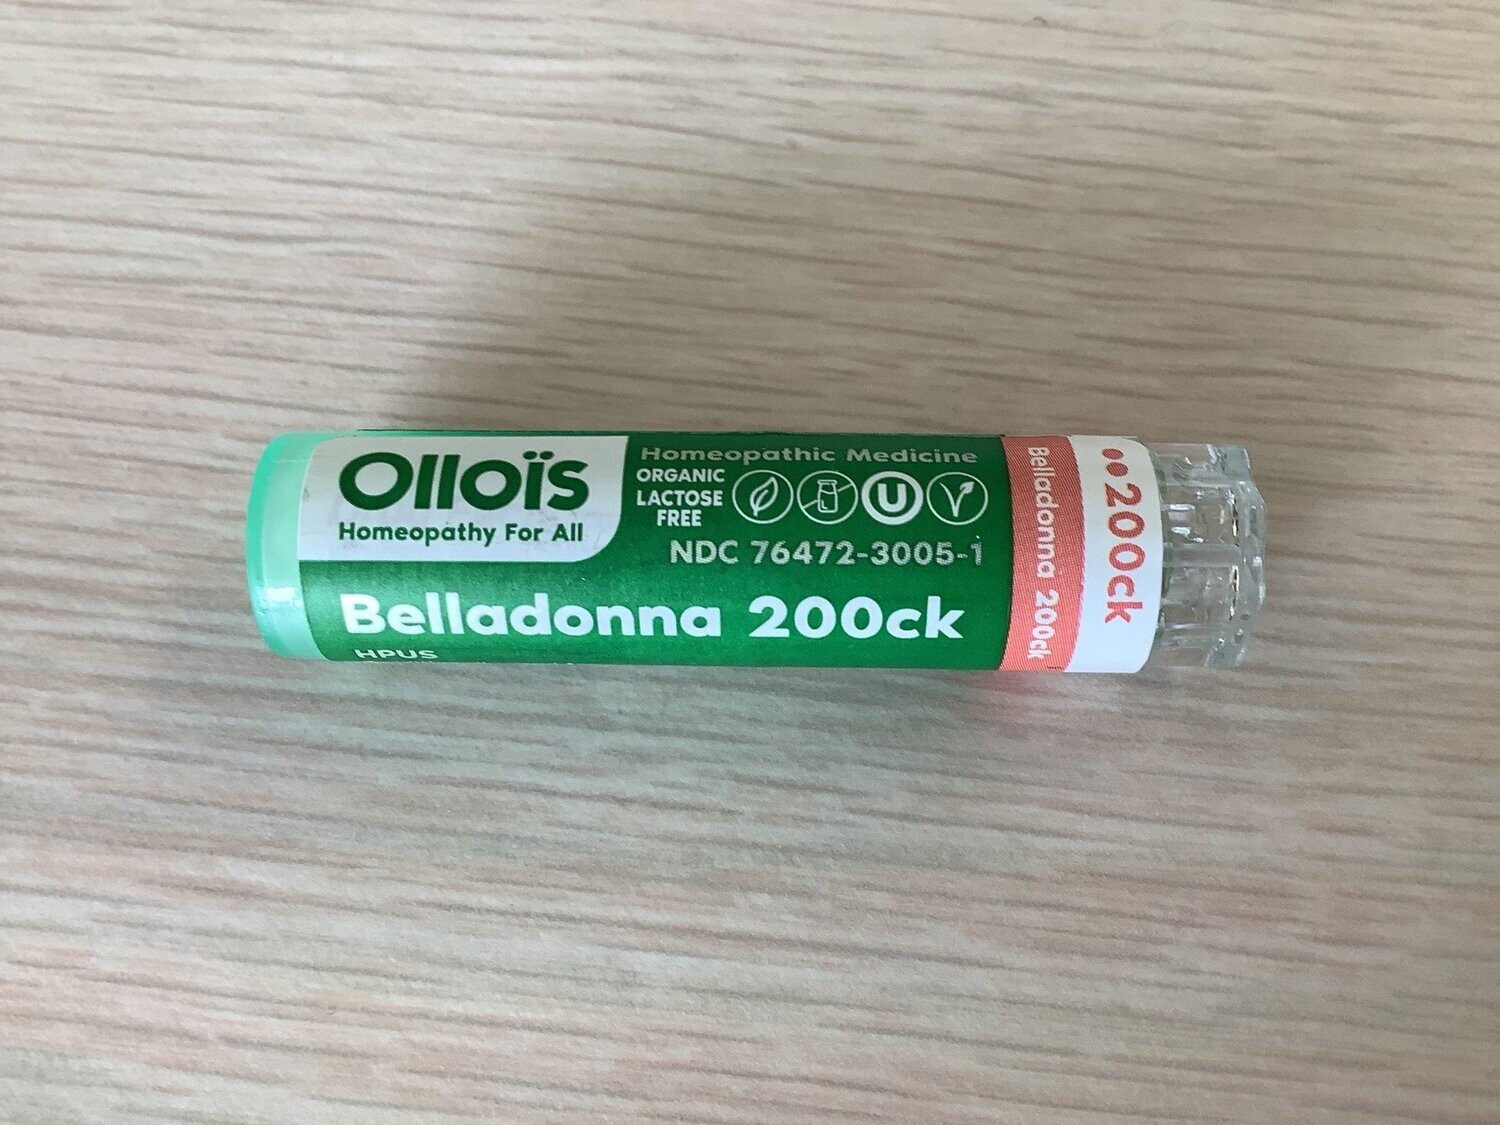 Olloïs
Homeopathy For All
Homeopathic Medicine
ORGANIC
LACTOSE
FREE
U
NDC 76472-3005-1
Belladonna 200ck
HPUS
Belladonna 200ck
200ck